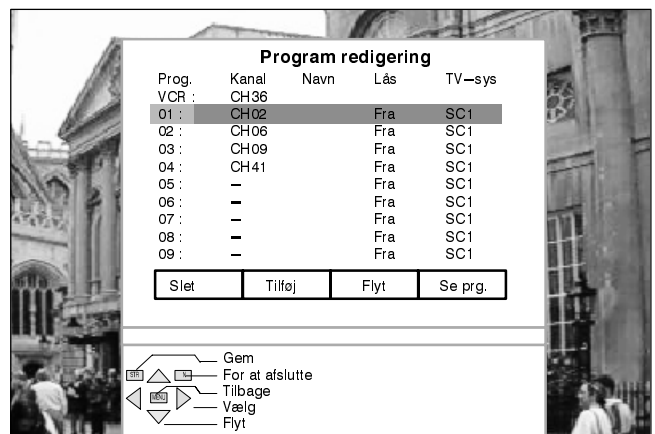 Program redigering
Prog. Kanal Navn Lås TV–sys
VCR : CH36
01 : CH02 Fra SC1
02 : CH06 Fra SC1
03 : CH09 Fra SC1
04 : CH41 Fra SC1
05 : – Fra SC1
06 : – Fra SC1
07 : – Fra SC1
08 : – Fra SC1
09 : – Fra SC1
Slet Tilføj Flyt Se prg.
Gem
STR N For at afslutte
Tilbage
MENU Vælg
Flyt